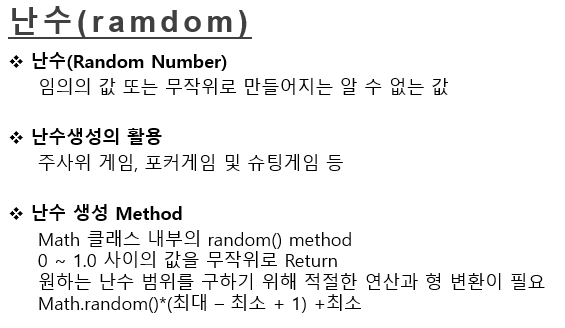 난수(ramdom)
❖ 난수(Random Number)
임의의 값 또는 무작위로 만들어지는 알 수 없는 값
❖ 난수생성의 활용
주사위 게임, 포커게임 및 슈팅게임 등
❖ 난수 생성 Method
Math 클래스 내부의 random() method
0 ~ 1.0 사이의 값을 무작위로 Return
원하는 난수 범위를 구하기 위해 적절한 연산과 형 변환이 필요
Math.random()*(최대 – 최소 + 1) +최소